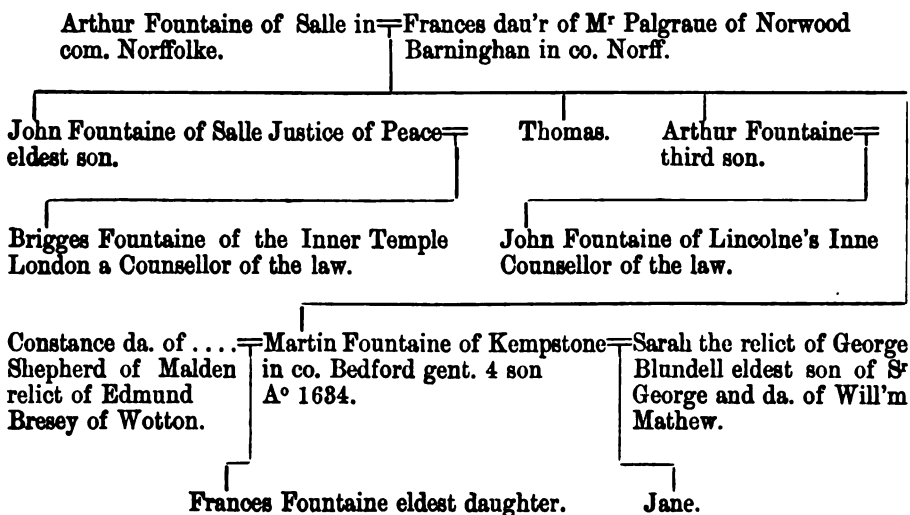 Arthur Fountaine of Salle in
com. Norffolke.
Frances dau'r of Mr Palgraue of Norwood
Barninghan in co. Norff.
John Fountaine of Salle Justice of Peace
eldest son.
Thomas.
Arthur Fountaine
third son.
Brigges Fountaine of the Inner Temple
London a Counsellor of the law.
John Fountaine of Lincolne's Inne
Counsellor of the law.
Constance da. of ....
Shepherd of Malden
relict of Edmund
Bresey of Wotton.
Martin Fountaine of Kempstone
in co. Bedford gent. 4 son
Ao 1634.
Sarah the relict of George
Blundell eldest son of Sr
George and da. of Will'm
Mathew.
Frances Fountaine eldest daughter.
Jane.